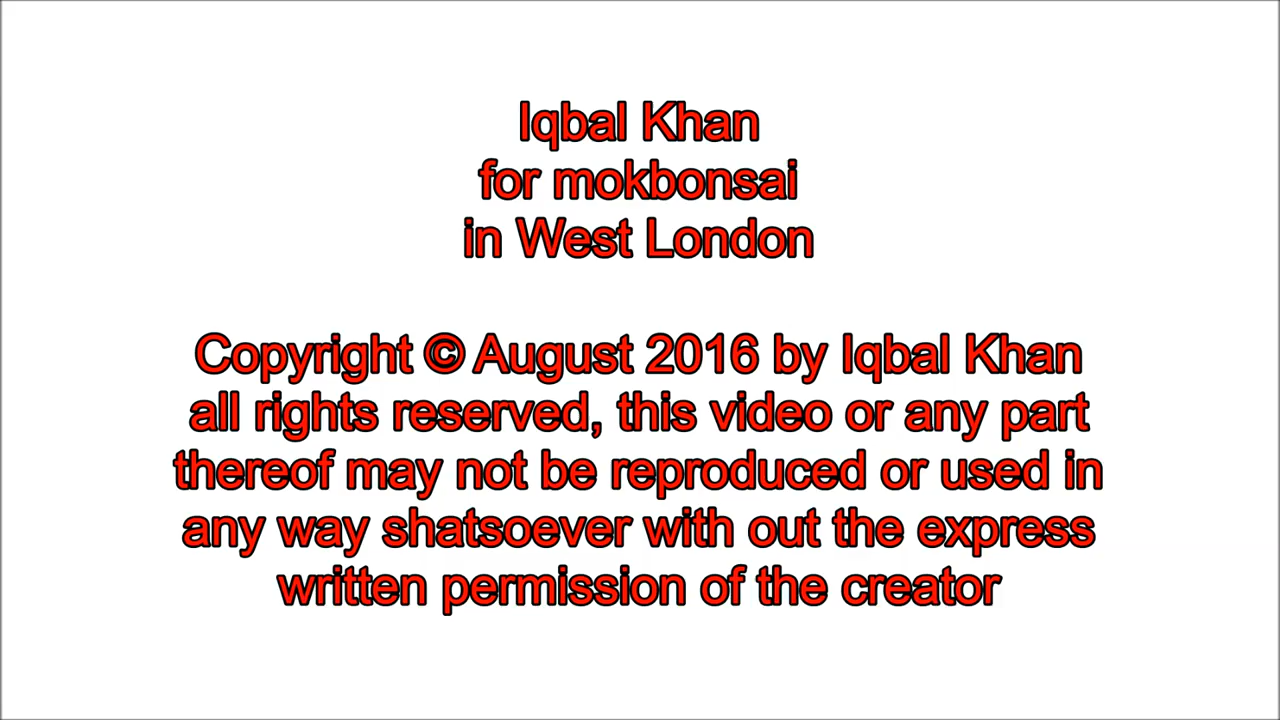 Iqbal Khan
for mokbonsai
in West London
Copyright © August 2016 by Iqbal Khan
all rights reserved, this video or any part
thereof may not be reproduced or used in
any way shatsoever with out the express
written permission of the creator